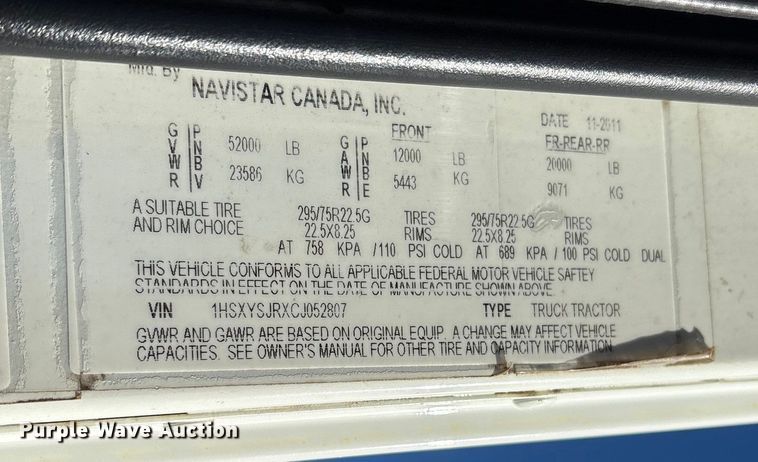 Mfd. By
NAVISTAR CANADA, INC.
DATE 11-2011
G V W R P N B V 52000 LB 23586 KG
G A W R P N B E FRONT 12000 LB 5443 KG
FR-REAR-RR 20000 LB 9071 KG
A SUITABLE TIRE 295/75R22.5G TIRES 295/75R22.5G TIRES
AND RIM CHOICE 22.5X8.25 RIMS 22.5X8.25 RIMS
AT 758 KPA /110 PSI COLD AT 689 KPA / 100 PSI COLD DUAL
THIS VEHICLE CONFORMS TO ALL APPLICABLE FEDERAL MOTOR VEHICLE SAFTEY
STANDARDS IN EFFECT ON THE DATE OF MANUFACTURE SHOWN ABOVE.
VIN 1HSXYSJRXCJ052807 TYPE TRUCK TRACTOR
GVWR AND GAWR ARE BASED ON ORIGINAL EQUIP. A CHANGE MAY AFFECT VEHICLE
CAPACITIES. SEE OWNER'S MANUAL FOR OTHER TIRE AND CAPACITY INFORMATION
Purple Wave Auction